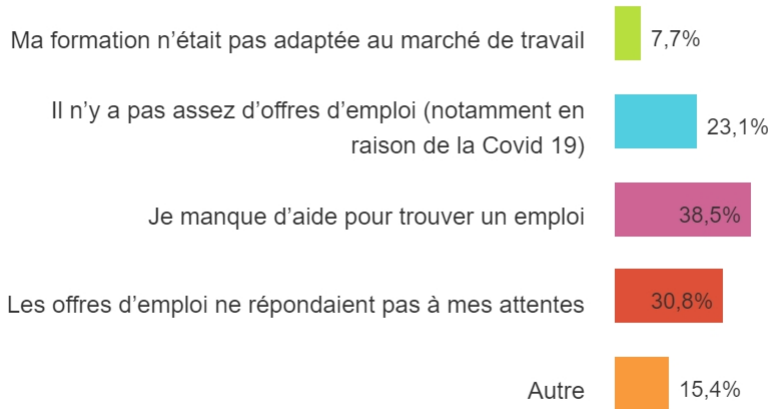 Ma formation n’était pas adaptée au marché de travail
7,7%
Il n’y a pas assez d’offres d’emploi (notamment en
raison de la Covid 19)
23,1%
Je manque d’aide pour trouver un emploi
38,5%
Les offres d’emploi ne répondaient pas à mes attentes
30,8%
Autre
15,4%